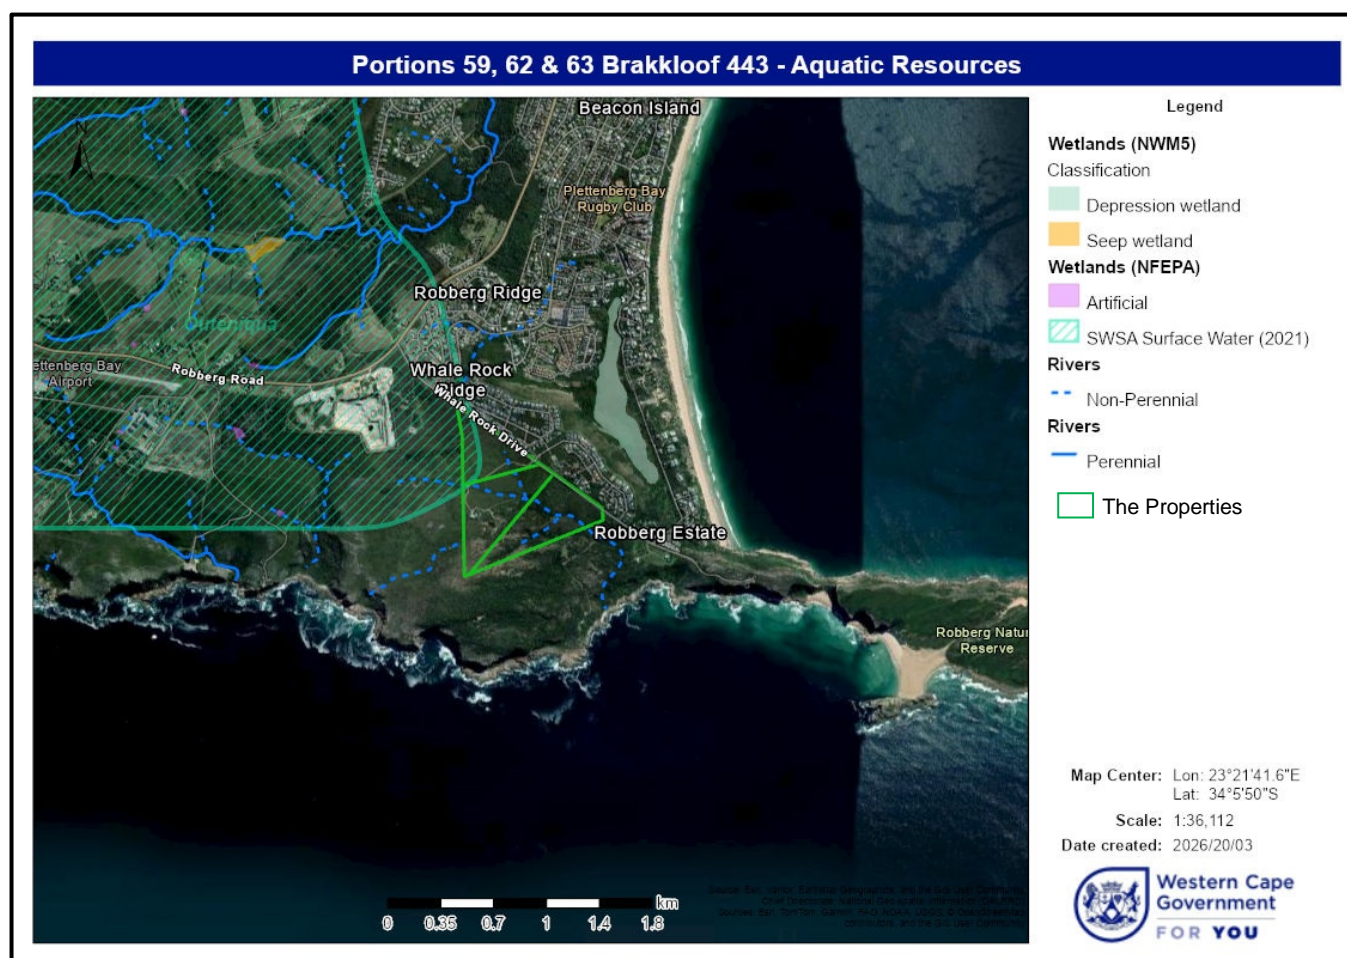 Portions 59, 62 & 63 Brakkloof 443 - Aquatic Resources
N
Beacon Island
Plettenberg Bay
Rugby Club
Robberg Ridge
Outeniqua
ettenberg Bay
Airport
Robberg Road
Whale Rock
Ridge
Whale Rock Drive
Robberg Estate
Robberg Natur
Reserve
km
0 0.35 0.7 1 1.4 1.8
Legend
Wetlands (NWM5)
Classification
Depression wetland
Seep wetland
Wetlands (NFEPA)
Artificial
SWSA Surface Water (2021)
Rivers
Non-Perennial
Rivers
Perennial
The Properties
Map Center: Lon: 23°21'41.6"E
Lat: 34°5'50"S
Scale: 1:36,112
Date created: 2026/20/03
Western Cape
Government
FOR YOU